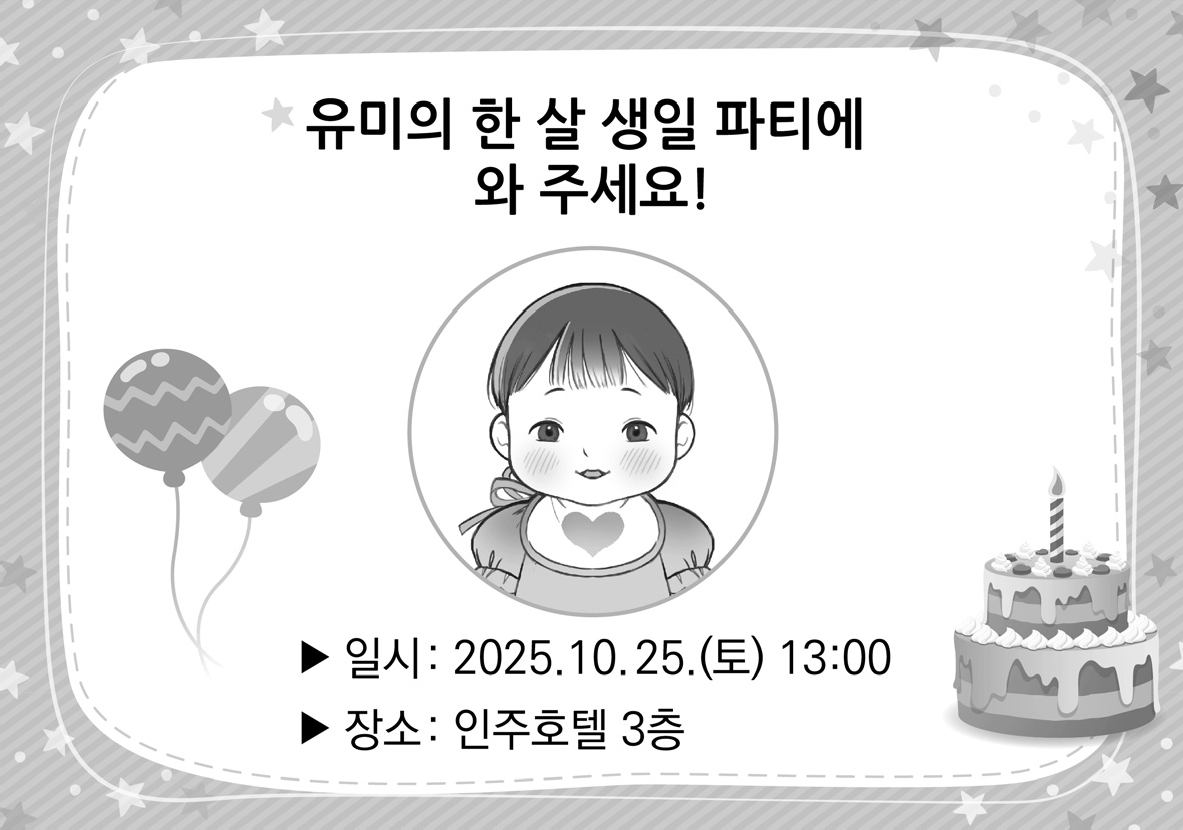 유미의 한 살 생일 파티에
와 주세요!
▶ 일시: 2025.10.25.(토) 13:00
▶ 장소: 인주호텔 3층